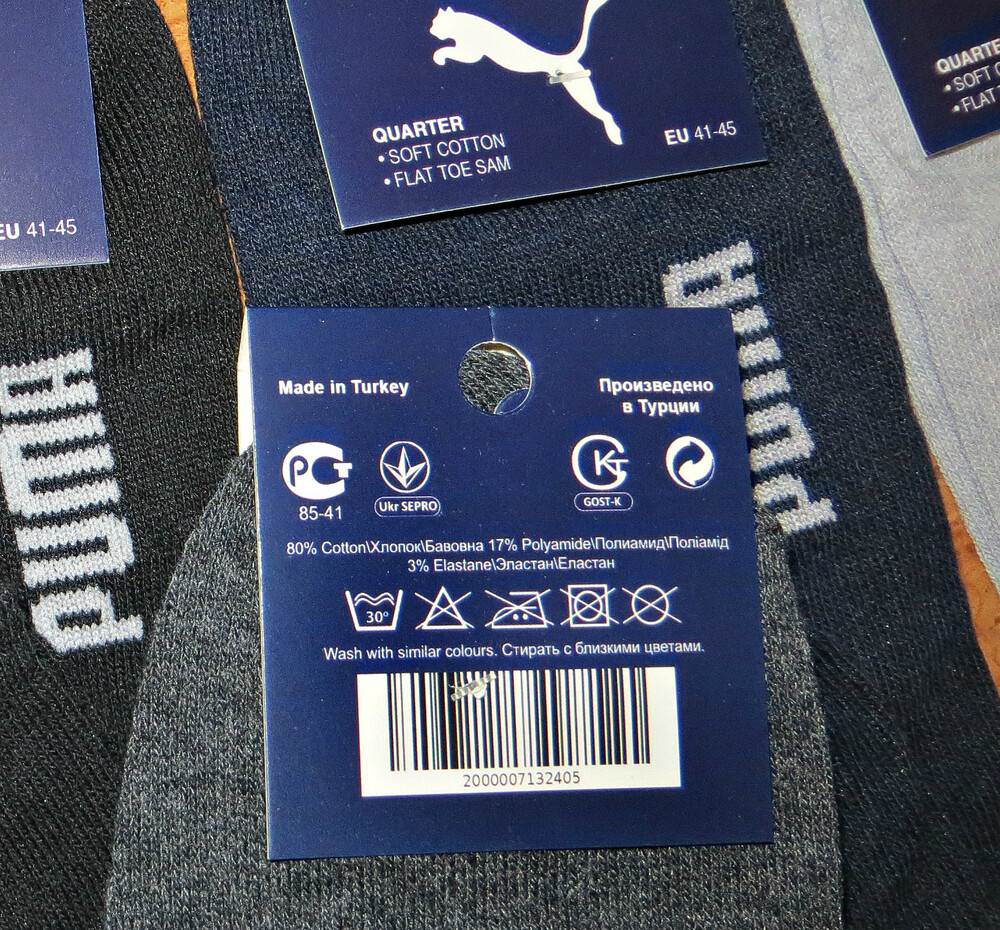 QUARTER
• SOFT COTTON
• FLAT TOE SAM
EU 41-45
QUARTE
• SOFT C
• FLAT
EU 41-45
PUMA
PUMA
Made in Turkey
Произведено
в Турции
РСТ
85-41
Ukr SEPRO
GOST-K
80% Cotton\Хлопок\Бавовна 17% Polyamide\Полиамид\Поліамід
3% Elastane\Эластан\Еластан
30°
Wash with similar colours. Стирать с близкими цветами.
2000007132405